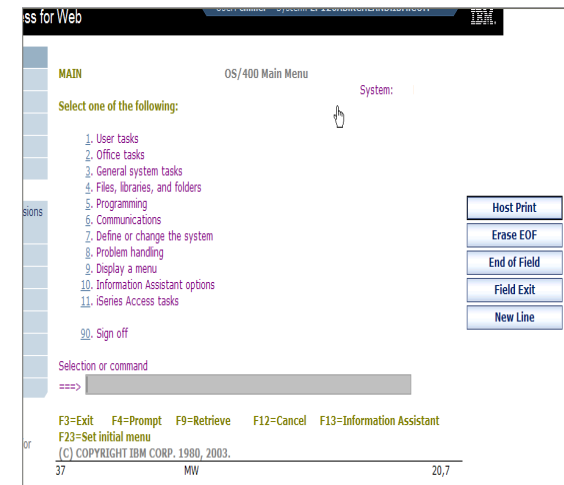 ss for Web
IBM.
MAIN OS/400 Main Menu
System:
Select one of the following:
1. User tasks
2. Office tasks
3. General system tasks
4. Files, libraries, and folders
5. Programming
6. Communications
7. Define or change the system
8. Problem handling
9. Display a menu
10. Information Assistant options
11. iSeries Access tasks
90. Sign off
Selection or command
===>
F3=Exit F4=Prompt F9=Retrieve F12=Cancel F13=Information Assistant
F23=Set initial menu
(C) COPYRIGHT IBM CORP. 1980, 2003.
37 MW 20,7
sions
or
Host Print
Erase EOF
End of Field
Field Exit
New Line